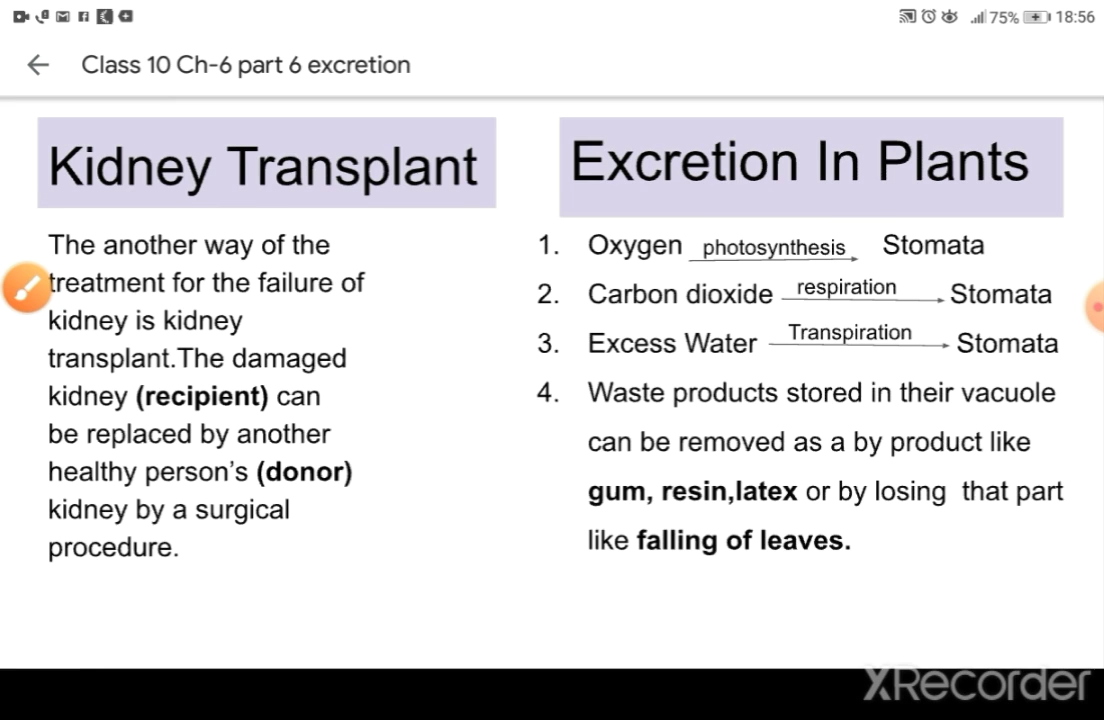 75% 18:56
Class 10 Ch-6 part 6 excretion
Kidney Transplant
The another way of the
treatment for the failure of
kidney is kidney
transplant.The damaged
kidney (recipient) can
be replaced by another
healthy person's (donor)
kidney by a surgical
procedure.
Excretion In Plants
1. Oxygen photosynthesis Stomata
2. Carbon dioxide respiration Stomata
3. Excess Water Transpiration Stomata
4. Waste products stored in their vacuole
can be removed as a by product like
gum, resin,latex or by losing that part
like falling of leaves.
XRecorder